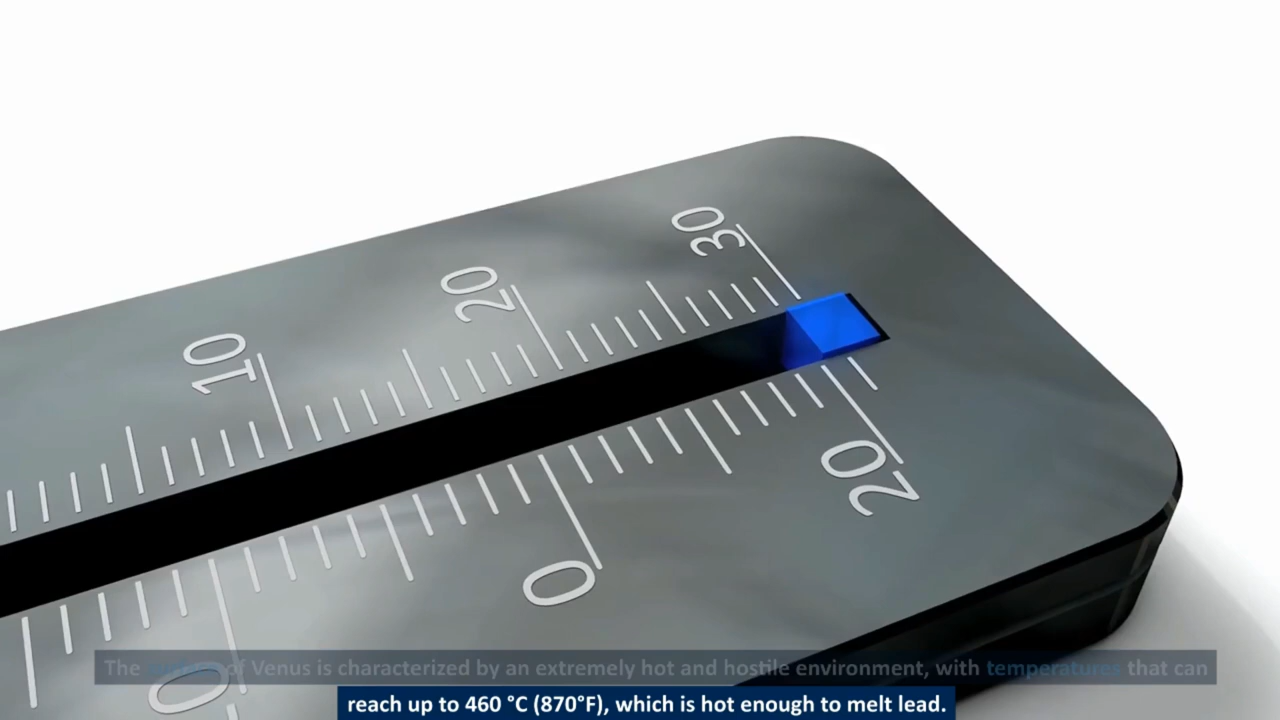 30
20
10
20
0
The surface of Venus is characterized by an extremely hot and hostile environment, with temperatures that can
reach up to 460 °C (870°F), which is hot enough to melt lead.